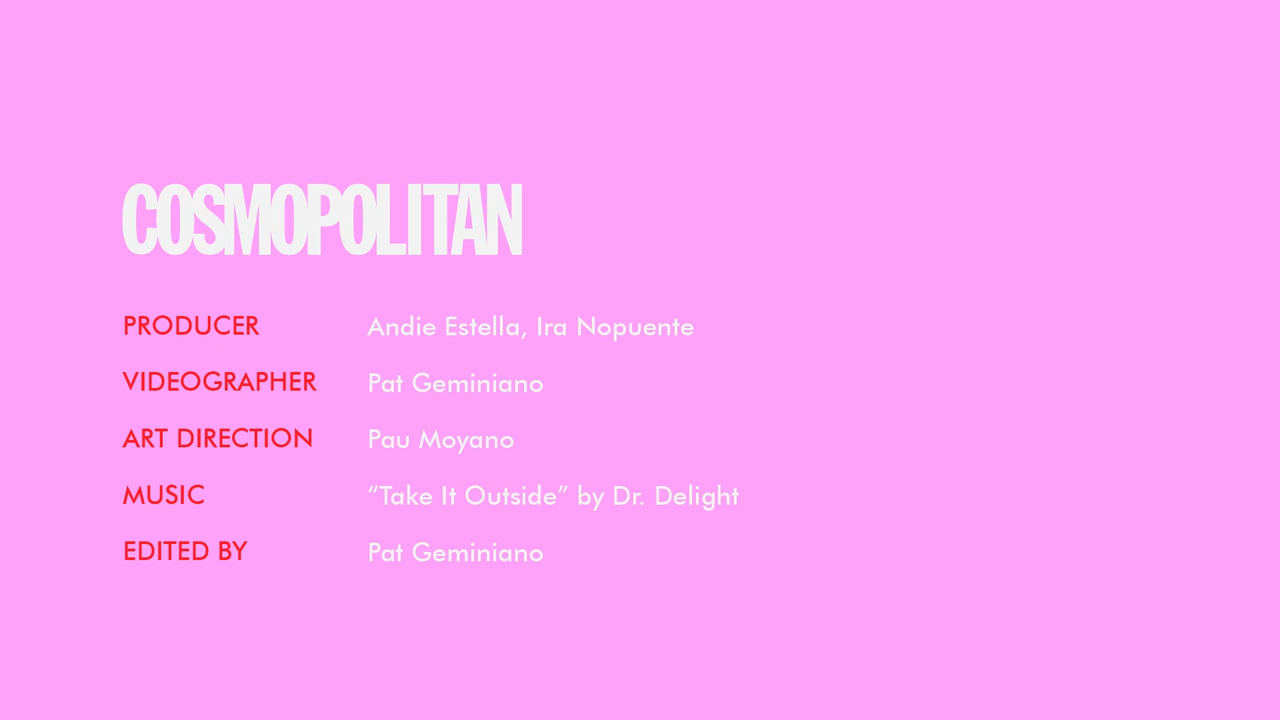 COSMOPOLITAN
PRODUCER Andie Estella, Ira Nopuente
VIDEOGRAPHER Pat Geminiano
ART DIRECTION Pau Moyano
MUSIC “Take It Outside” by Dr. Delight
EDITED BY Pat Geminiano